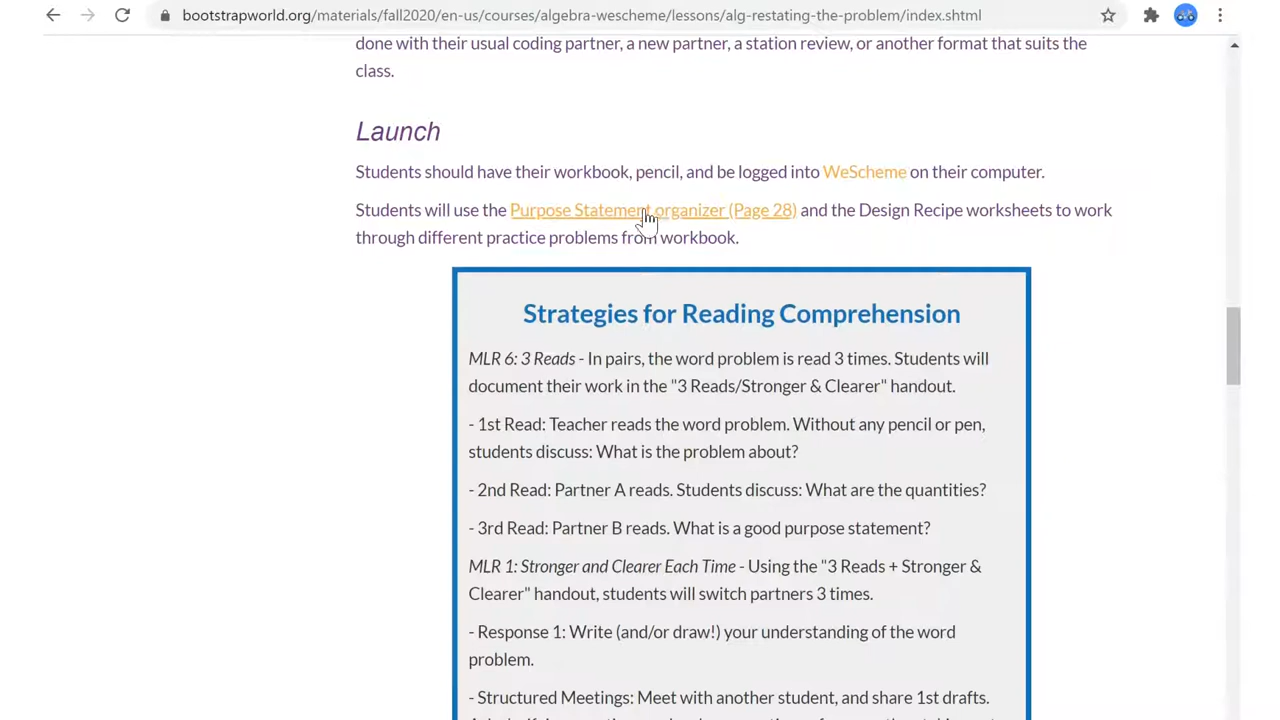 bootstrapworld.org/materials/fall2020/en-us/courses/algebra-wescheme/lessons/alg-restating-the-problem/index.shtml
done with their usual coding partner, a new partner, a station review, or another format that suits the
class.
Launch
Students should have their workbook, pencil, and be logged into WeScheme on their computer.
Students will use the Purpose Statement organizer (Page 28) and the Design Recipe worksheets to work
through different practice problems from workbook.
Strategies for Reading Comprehension
MLR 6: 3 Reads - In pairs, the word problem is read 3 times. Students will
document their work in the "3 Reads/Stronger & Clearer" handout.
- 1st Read: Teacher reads the word problem. Without any pencil or pen,
students discuss: What is the problem about?
- 2nd Read: Partner A reads. Students discuss: What are the quantities?
- 3rd Read: Partner B reads. What is a good purpose statement?
MLR 1: Stronger and Clearer Each Time - Using the "3 Reads + Stronger &
Clearer" handout, students will switch partners 3 times.
- Response 1: Write (and/or draw!) your understanding of the word
problem.
- Structured Meetings: Meet with another student, and share 1st drafts.